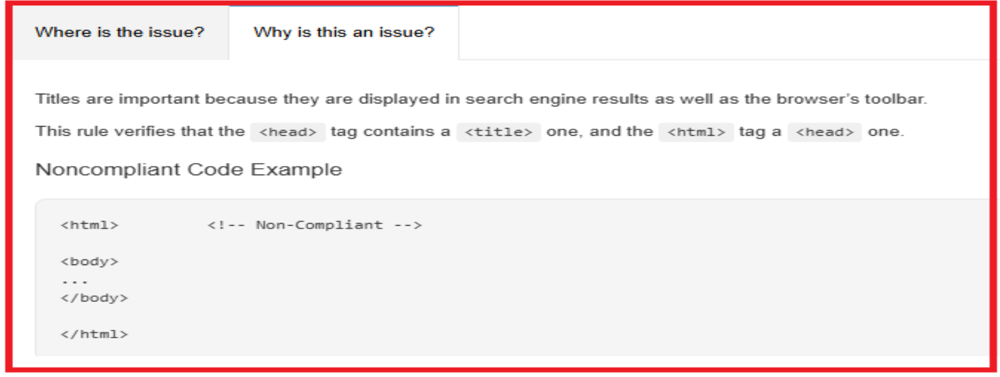 Where is the issue? Why is this an issue?
Titles are important because they are displayed in search engine results as well as the browser’s toolbar.
This rule verifies that the <head> tag contains a <title> one, and the <html> tag a <head> one.
Noncompliant Code Example
<html> <!-- Non-Compliant -->
<body>
...
</body>
</html>